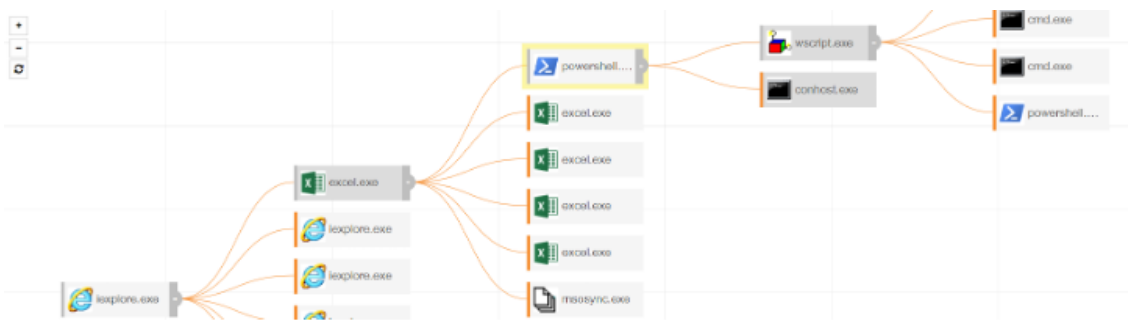 +
−
cmd.exe
wscript.exe
powershell....
cmd.exe
conhost.exe
excel.exe
powershell....
excel.exe
excel.exe
excel.exe
iexplore.exe
excel.exe
iexplore.exe
iexplore.exe
msosync.exe